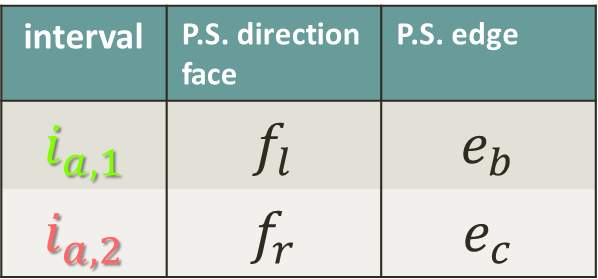 interval P.S. direction face P.S. edge
i_{a,1} f_l e_b
i_{a,2} f_r e_c